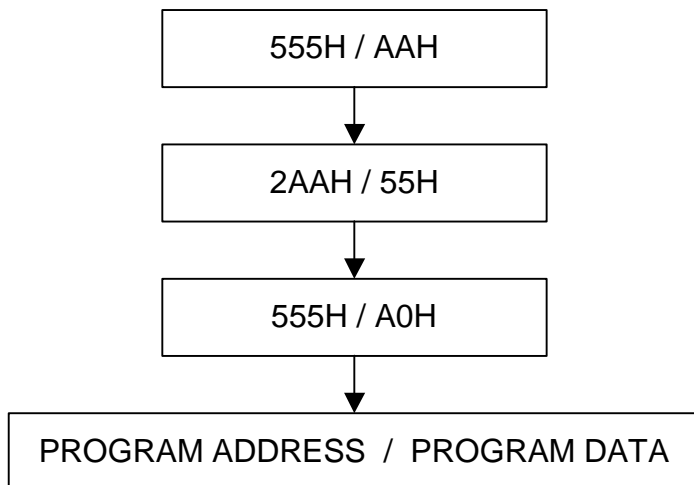 555H / AAH
2AAH / 55H
555H / A0H
PROGRAM ADDRESS / PROGRAM DATA